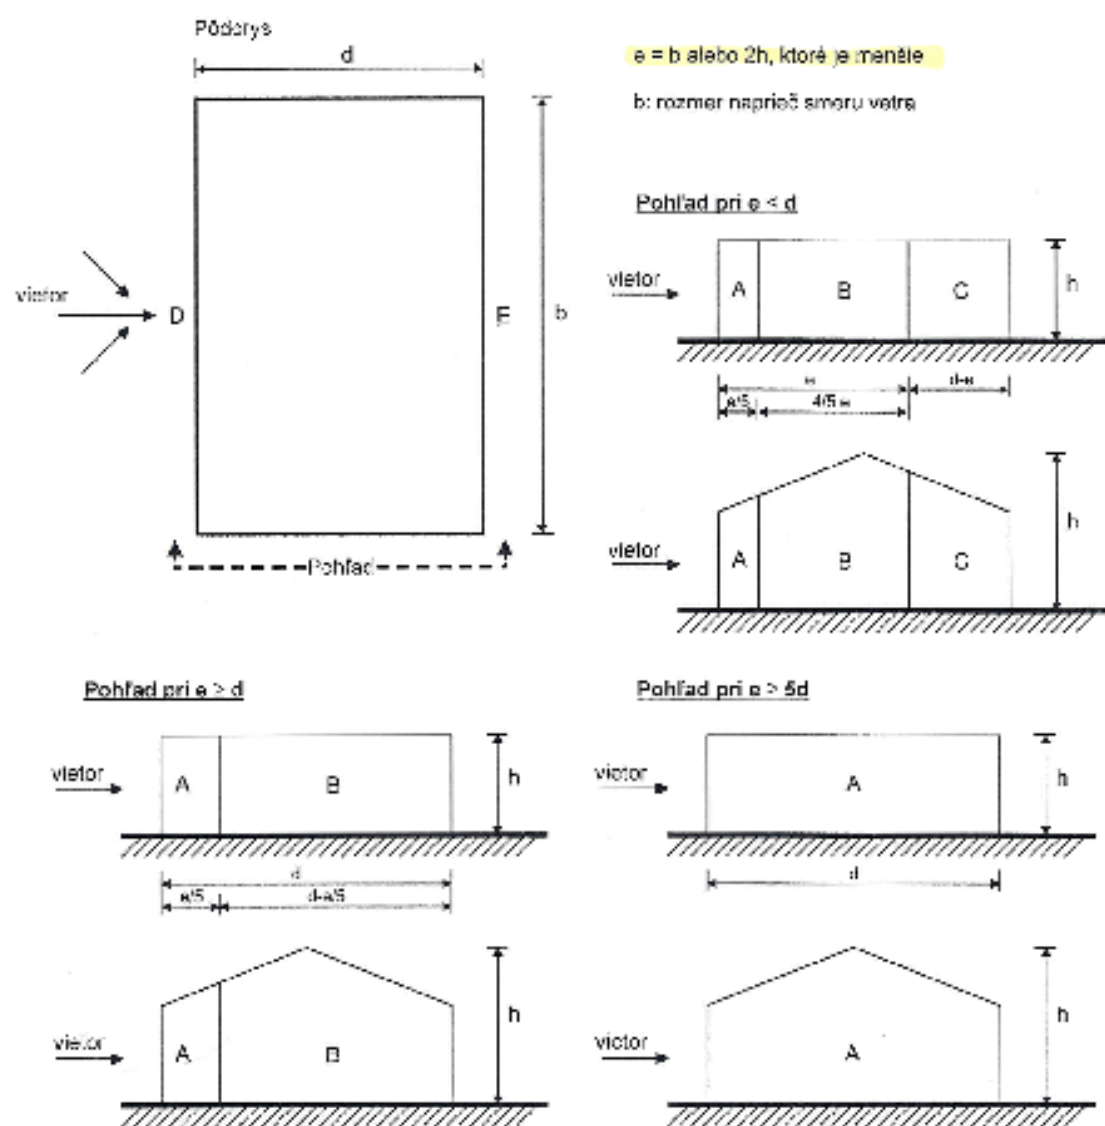 Pôdorys
d
e = b alebo 2h, ktoré je menšie
b: rozmer naprieč smeru vetra
vietor
D
E
b
Pohľad
Pohľad pri e < d
vietor
A
B
C
h
e
d-e
e/5
4/5 e
vietor
A
B
C
h
Pohľad pri e > d
vietor
A
B
h
d
e/5
d-e/5
vietor
A
B
h
Pohľad pri e > 5d
vietor
A
h
d
vietor
A
h